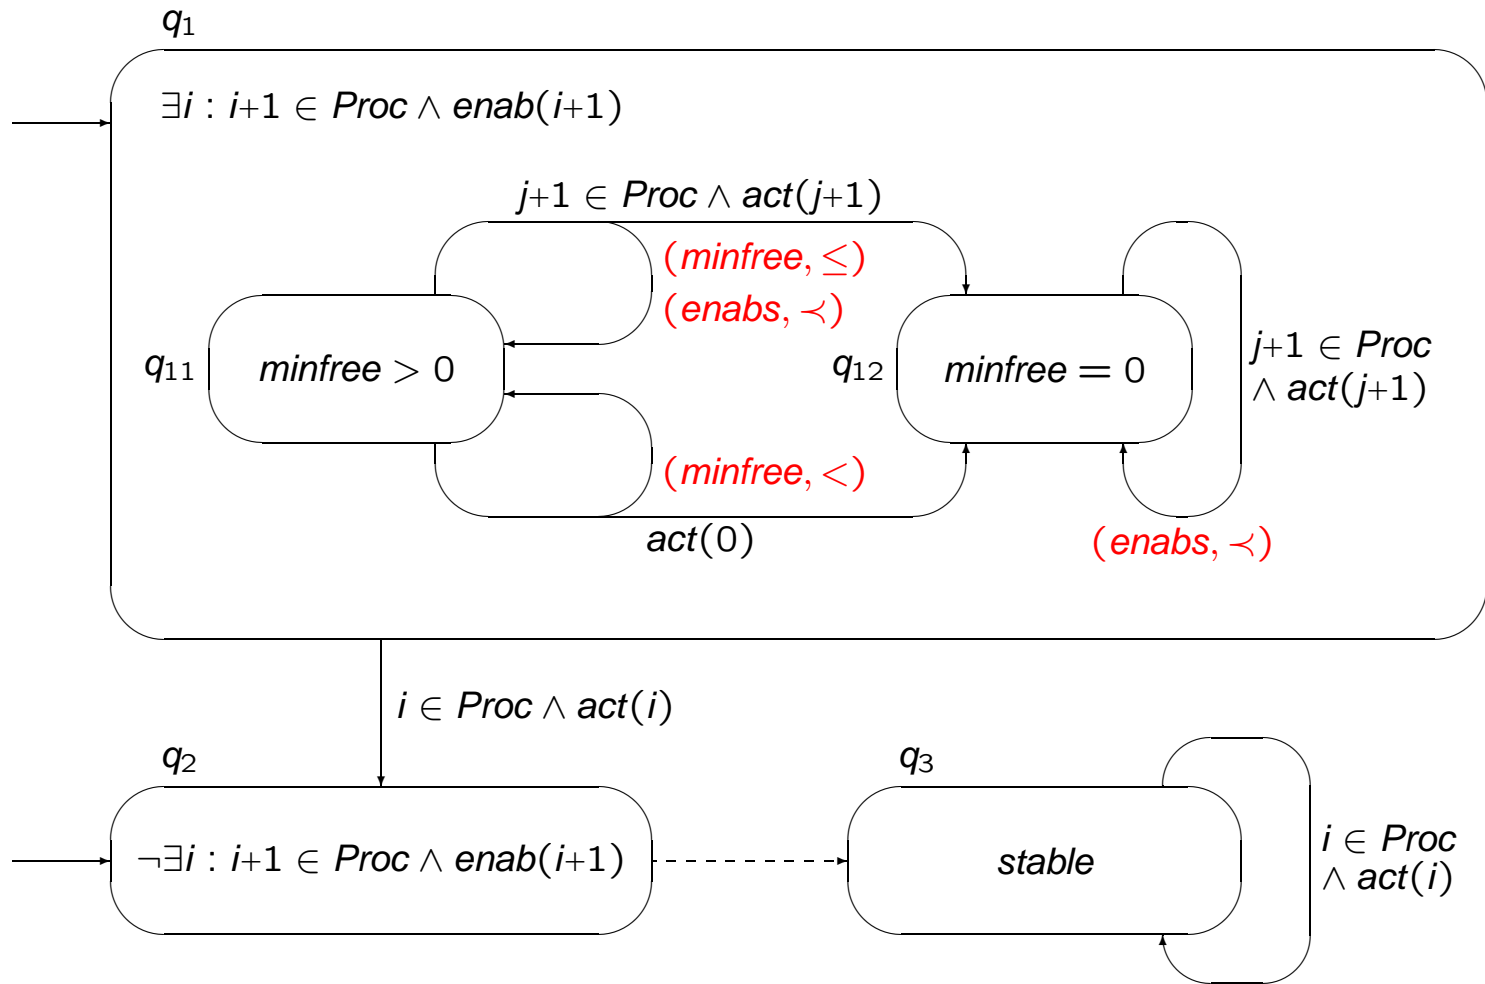 q₁
∃i : i+1 ∈ Proc ∧ enab(i+1)
j+1 ∈ Proc ∧ act(j+1)
(minfree, ≤)
(enabs, ≺)
q₁₁
minfree > 0
q₁₂
minfree = 0
j+1 ∈ Proc
∧ act(j+1)
(minfree, <)
act(0)
(enabs, ≺)
i ∈ Proc ∧ act(i)
q₂
q₃
¬∃i : i+1 ∈ Proc ∧ enab(i+1)
stable
i ∈ Proc
∧ act(i)